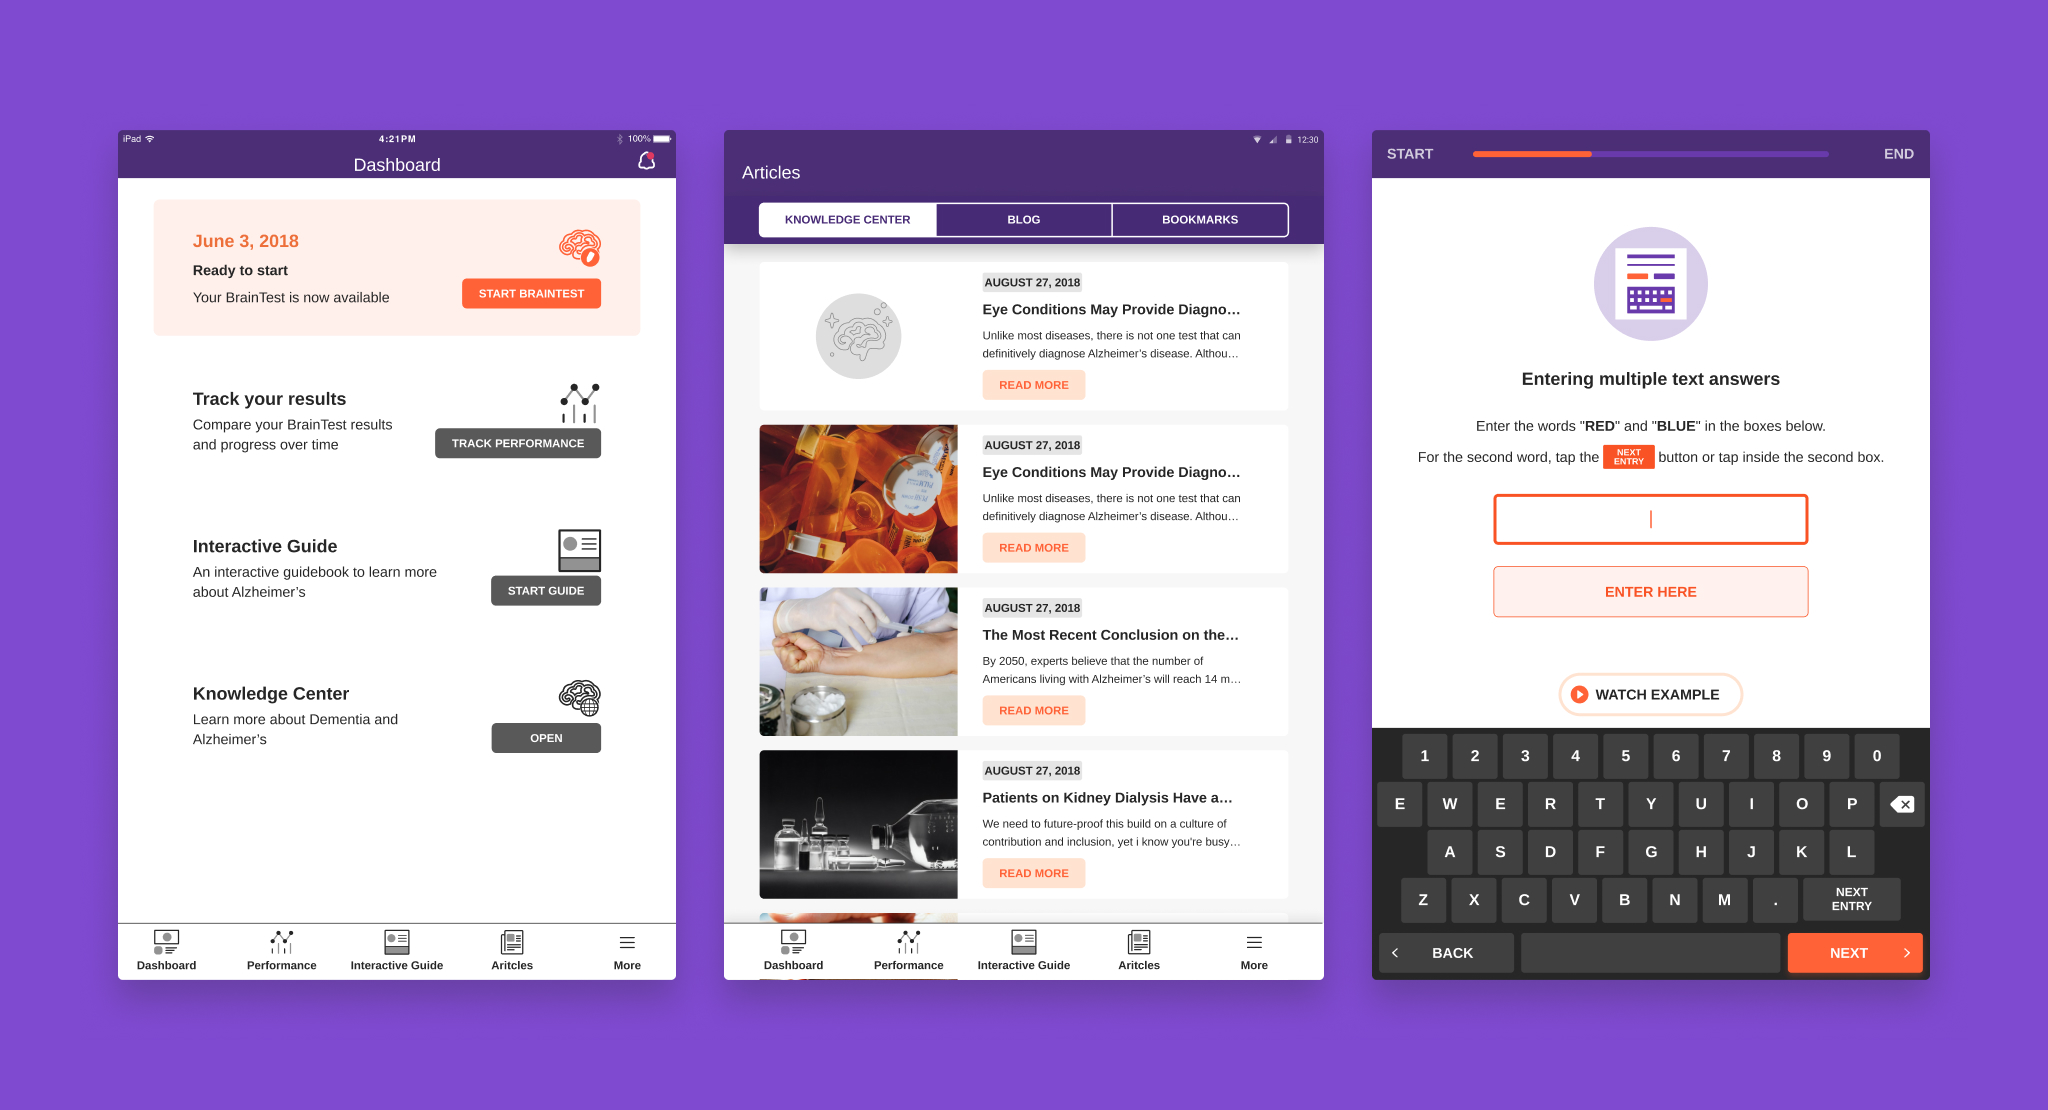 iPad
4:21PM
100%
Dashboard
June 3, 2018
Ready to start
Your BrainTest is now available
START BRAINTEST
Track your results
Compare your BrainTest results
and progress over time
TRACK PERFORMANCE
Interactive Guide
An interactive guidebook to learn more
about Alzheimer’s
START GUIDE
Knowledge Center
Learn more about Dementia and
Alzheimer’s
OPEN
Dashboard
Performance
Interactive Guide
Aritcles
More
12:30
Articles
KNOWLEDGE CENTER
BLOG
BOOKMARKS
AUGUST 27, 2018
Eye Conditions May Provide Diagno…
Unlike most diseases, there is not one test that can
definitively diagnose Alzheimer’s disease. Althou…
READ MORE
AUGUST 27, 2018
Eye Conditions May Provide Diagno…
Unlike most diseases, there is not one test that can
definitively diagnose Alzheimer’s disease. Althou…
READ MORE
AUGUST 27, 2018
The Most Recent Conclusion on the…
By 2050, experts believe that the number of
Americans living with Alzheimer’s will reach 14 m…
READ MORE
AUGUST 27, 2018
Patients on Kidney Dialysis Have a…
We need to future-proof this build on a culture of
contribution and inclusion, yet i know you're busy…
READ MORE
Dashboard
Performance
Interactive Guide
Aritcles
More
START
END
Entering multiple text answers
Enter the words "RED" and "BLUE" in the boxes below.
For the second word, tap the NEXT ENTRY button or tap inside the second box.
ENTER HERE
WATCH EXAMPLE
1 2 3 4 5 6 7 8 9 0
E W E R T Y U I O P
A S D F G H J K L
Z X C V B N M . NEXT ENTRY
BACK
NEXT